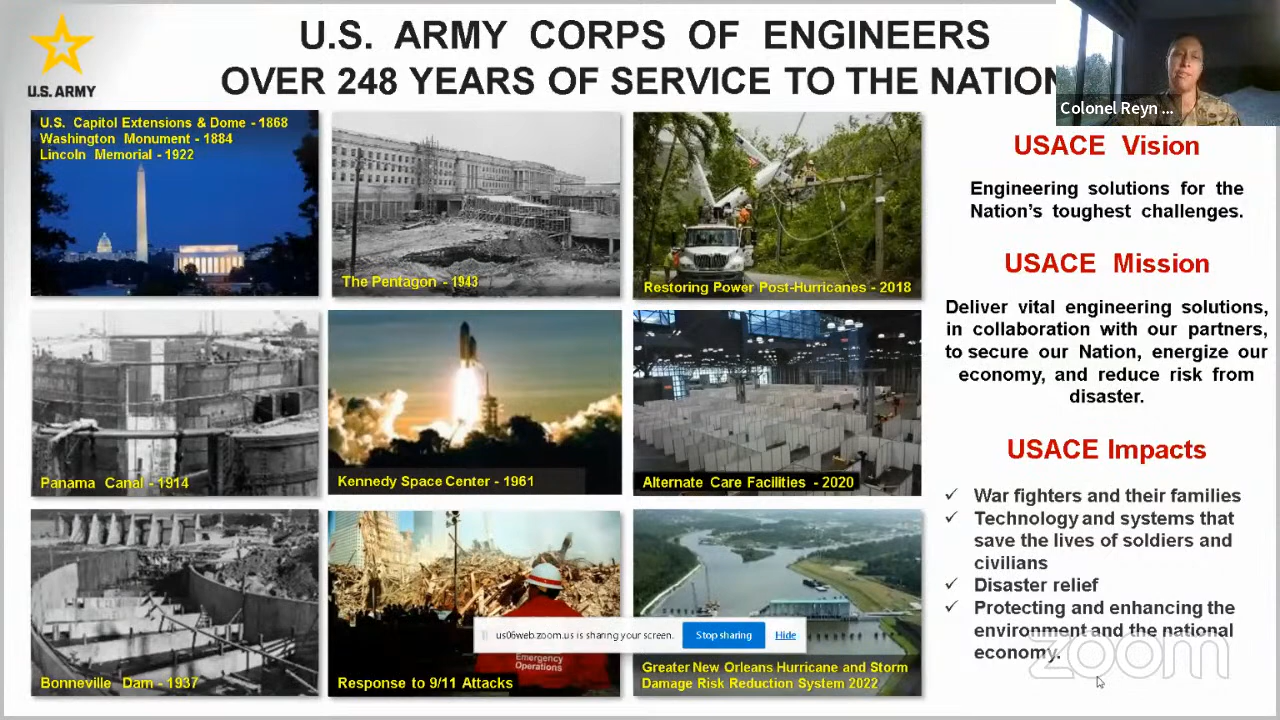 U.S. ARMY CORPS OF ENGINEERS
OVER 248 YEARS OF SERVICE TO THE NATION
U.S. ARMY
Colonel Reyn ...
U.S. Capitol Extensions & Dome - 1868
Washington Monument - 1884
Lincoln Memorial - 1922
The Pentagon - 1943
Restoring Power Post-Hurricanes - 2018
Panama Canal - 1914
Kennedy Space Center - 1961
Alternate Care Facilities - 2020
Bonneville Dam - 1937
Emergency
Operations
Response to 9/11 Attacks
Greater New Orleans Hurricane and Storm
Damage Risk Reduction System 2022
us06web.zoom.us is sharing your screen.
Stop sharing
Hide
USACE Vision
Engineering solutions for the
Nation's toughest challenges.
USACE Mission
Deliver vital engineering solutions,
in collaboration with our partners,
to secure our Nation, energize our
economy, and reduce risk from
disaster.
USACE Impacts
✓ War fighters and their families
✓ Technology and systems that
save the lives of soldiers and
civilians
✓ Disaster relief
✓ Protecting and enhancing the
environment and the national
economy.
zoom